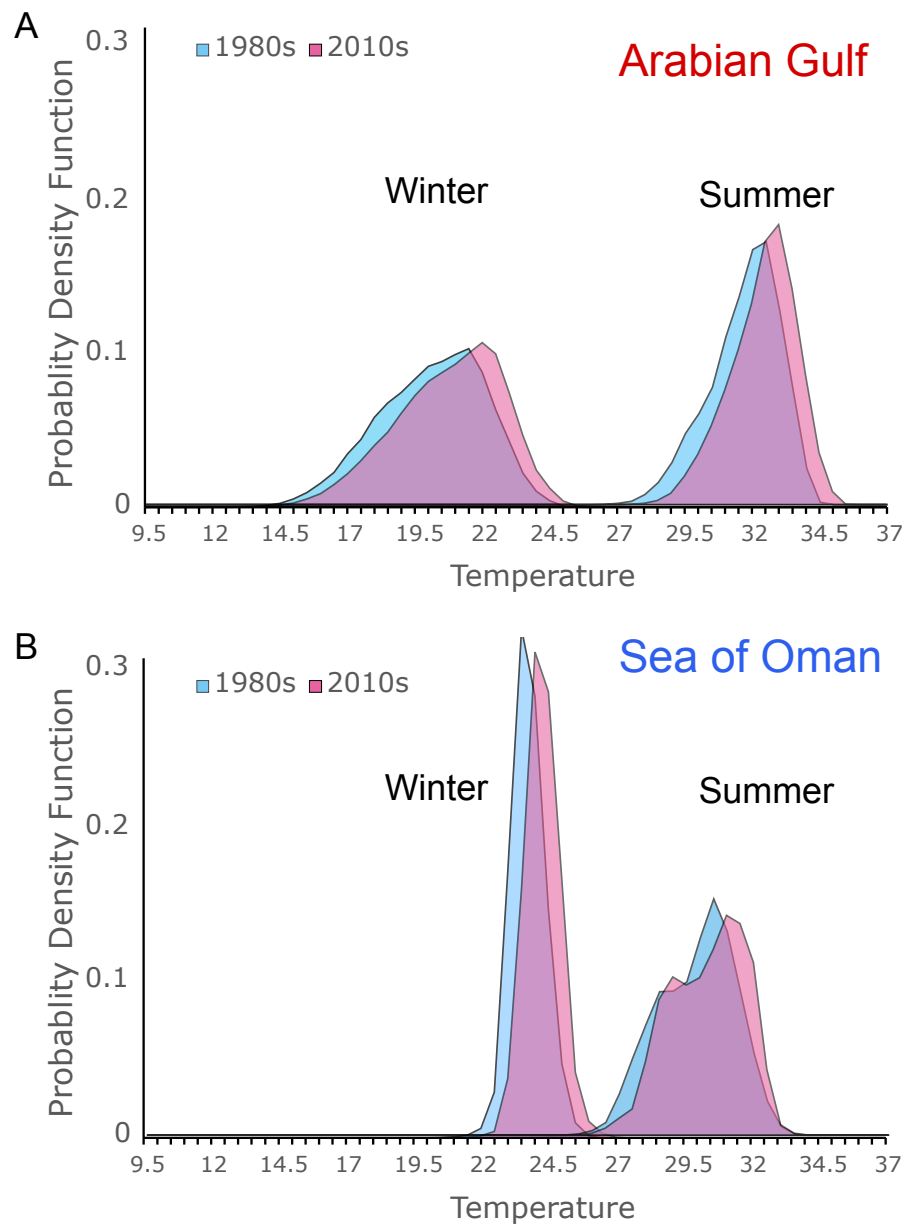 A
0.3
1980s 2010s
Arabian Gulf
Probablity Density Function
Winter
Summer
0.2
0.1
0
9.5 12 14.5 17 19.5 22 24.5 27 29.5 32 34.5 37
Temperature
B
Sea of Oman
0.3
1980s 2010s
Probablity Density Function
Winter
Summer
0.2
0.1
0
9.5 12 14.5 17 19.5 22 24.5 27 29.5 32 34.5 37
Temperature